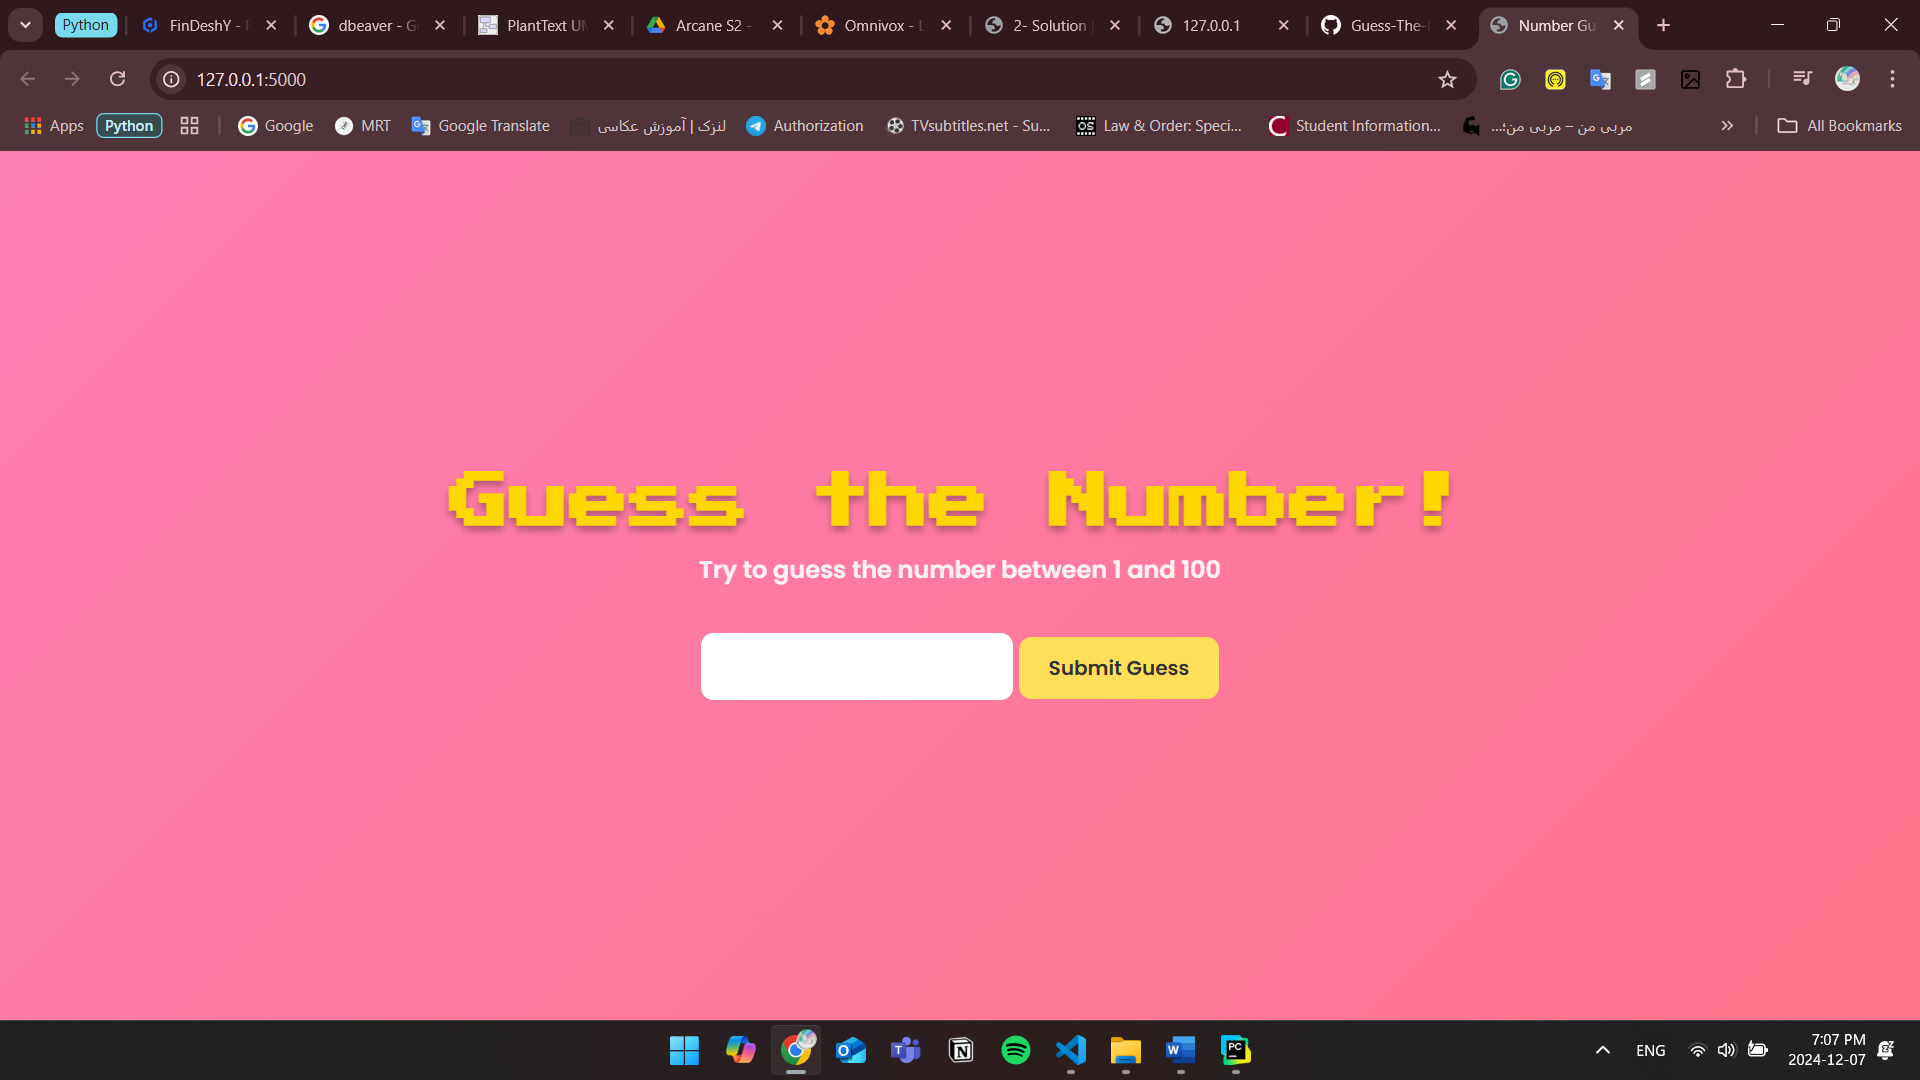 Python
FinDeshY -
dbeaver -
PlantText
Arcane S2 -
Omnivox -
2- Solution
127.0.0.1
Guess-The-
Number
127.0.0.1:5000
Apps
Python
Google
MRT
Google Translate
لنزک | آموزش عکاسی
Authorization
TVsubtitles.net - Su...
Law & Order: Speci...
Student Information...
مربی من – مربی من؛...
All Bookmarks
Guess the Number!
Try to guess the number between 1 and 100
Submit Guess
ENG
7:07 PM
2024-12-07